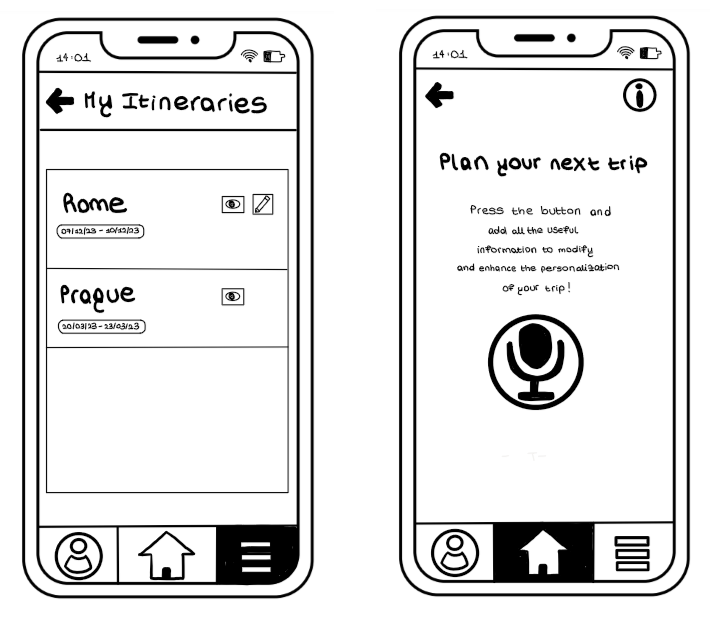 14:01
My Itineraries
Rome
07/12/23 - 10/12/23
Prague
20/03/23 - 23/03/23
14:01
Plan your next trip
Press the button and
add all the useful
information to modify
and enhance the personalization
of your trip!